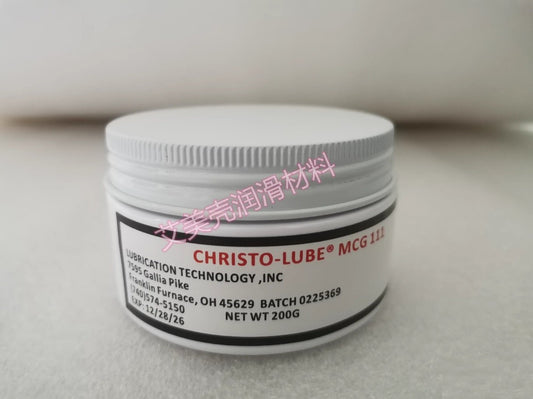 艾美壳润滑材料
CHRISTO-LUBE® MCG 111
LUBRICATION TECHNOLOGY ,INC
7595 Gallia Pike
Franklin Furnace, OH 45629 BATCH 0225369
(740)574-5150
EXP: 12/28/26 NET WT 200G